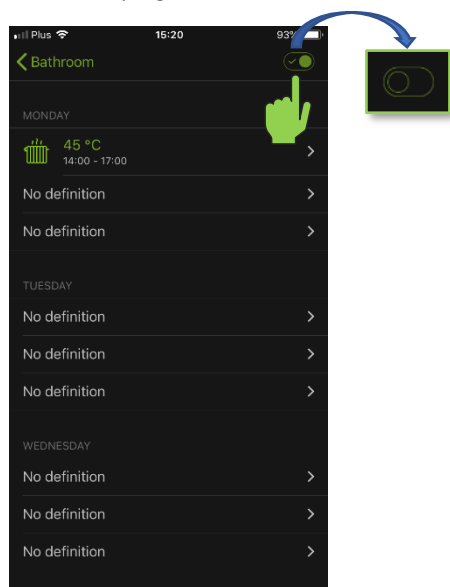 Plus 15:20 93%
Bathroom
MONDAY
45 °C
14:00 - 17:00
No definition
No definition
TUESDAY
No definition
No definition
No definition
WEDNESDAY
No definition
No definition
No definition